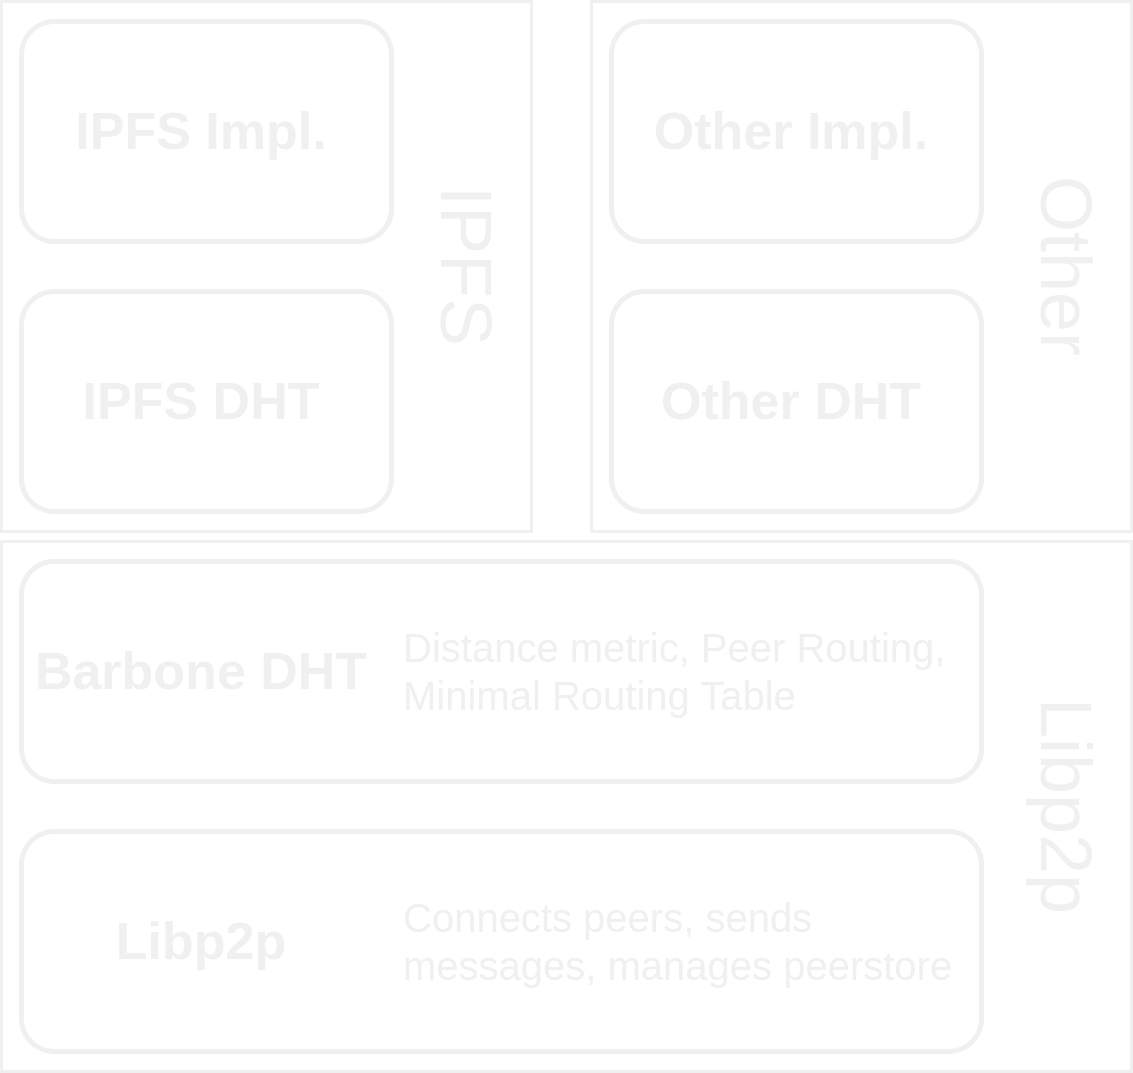 IPFS Impl.
IPFS DHT
IPFS
Other Impl.
Other DHT
Other
Barbone DHT
Distance metric, Peer Routing,
Minimal Routing Table
Libp2p
Connects peers, sends
messages, manages peerstore
Libp2p